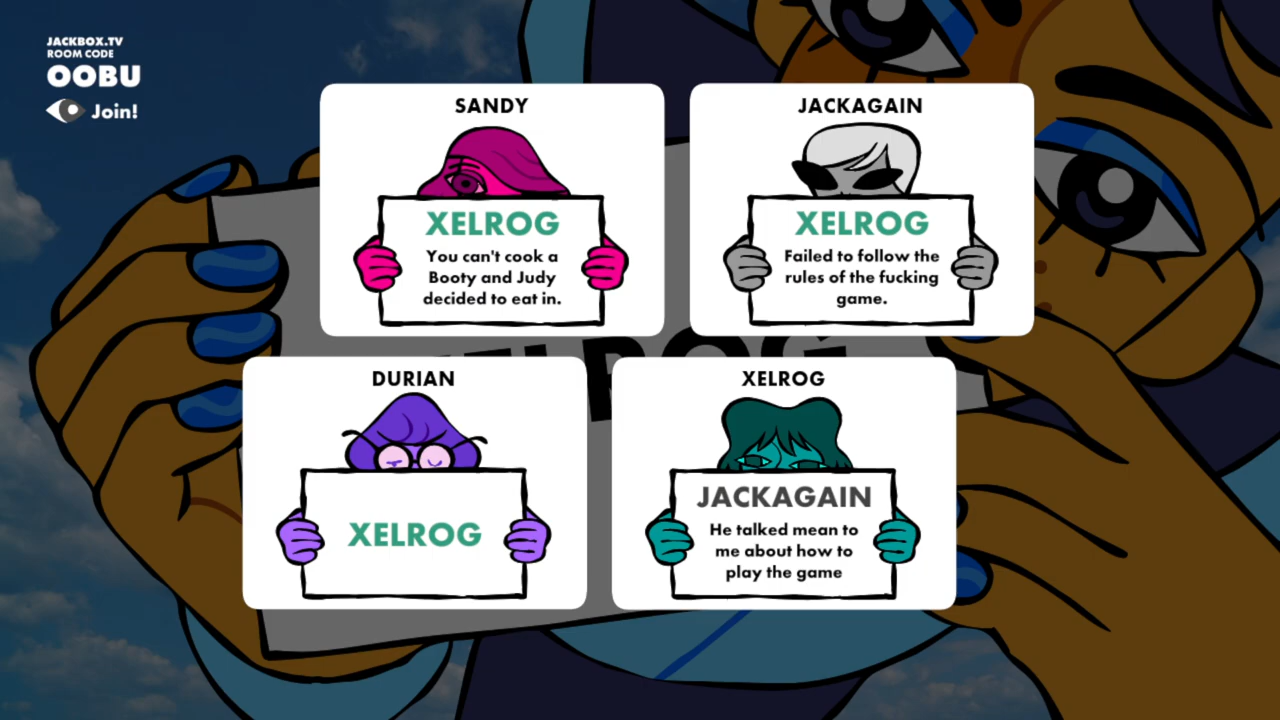 JACKBOX.TV
ROOM CODE
OOBU
Join!
SANDY
XELROG
You can't cook a
Booty and Judy
decided to eat in.
JACKAGAIN
XELROG
Failed to follow the
rules of the fucking
game.
DURIAN
XELROG
XELROG
JACKAGAIN
He talked mean to
me about how to
play the game